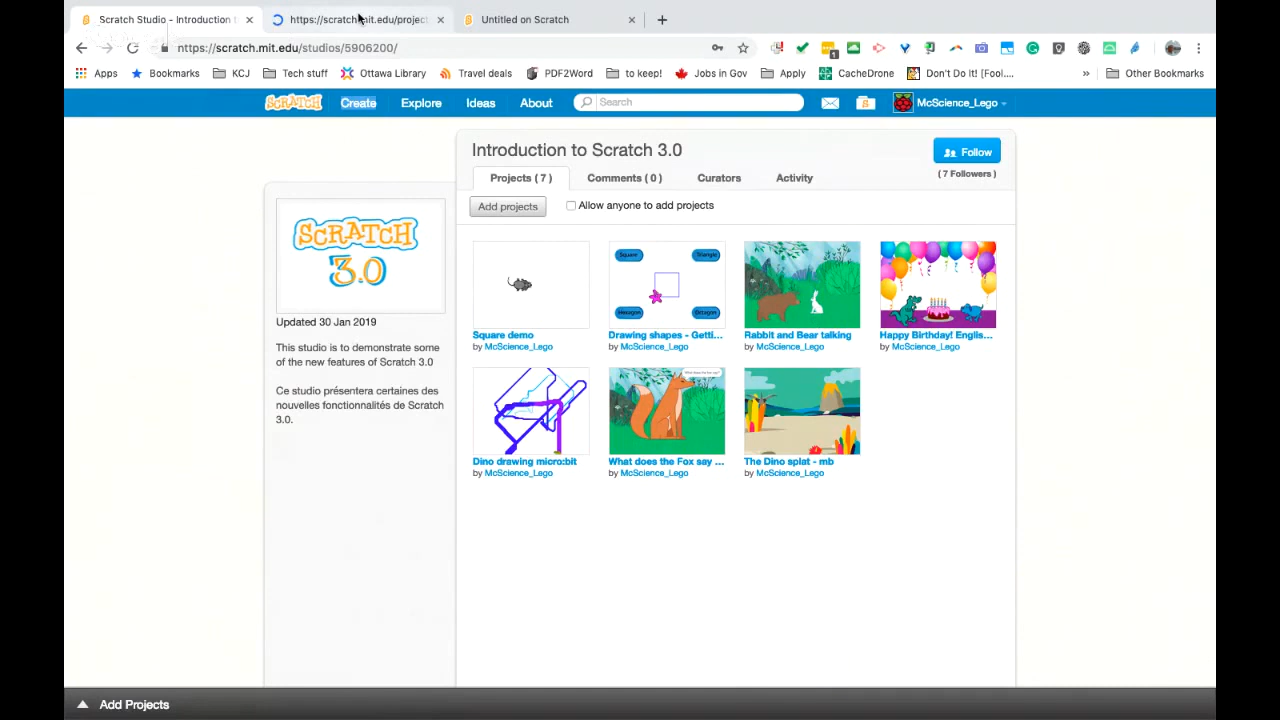 Scratch Studio - Introduction t
https://scratch.mit.edu/project
Untitled on Scratch
https://scratch.mit.edu/studios/5906200/
Apps
Bookmarks
KCJ
Tech stuff
Ottawa Library
Travel deals
PDF2Word
to keep!
Jobs in Gov
Apply
CacheDrone
Don't Do It! [Fool....
»
Other Bookmarks
SCRATCH
Create
Explore
Ideas
About
Search
McScience_Lego
Introduction to Scratch 3.0
Follow
( 7 Followers )
Projects ( 7 )
Comments ( 0 )
Curators
Activity
Add projects
Allow anyone to add projects
SCRATCH
3.0
Updated 30 Jan 2019
This studio is to demonstrate some
of the new features of Scratch 3.0
Ce studio présentera certaines des
nouvelles fonctionnalités de Scratch
3.0.
Square demo
by McScience_Lego
Square
Triangle
Hexagon
Octagon
Drawing shapes - Getti...
by McScience_Lego
Rabbit and Bear talking
by McScience_Lego
Happy Birthday! Englis...
by McScience_Lego
Dino drawing micro:bit
by McScience_Lego
What does the Fox say ...
by McScience_Lego
The Dino splat - mb
by McScience_Lego
Add Projects